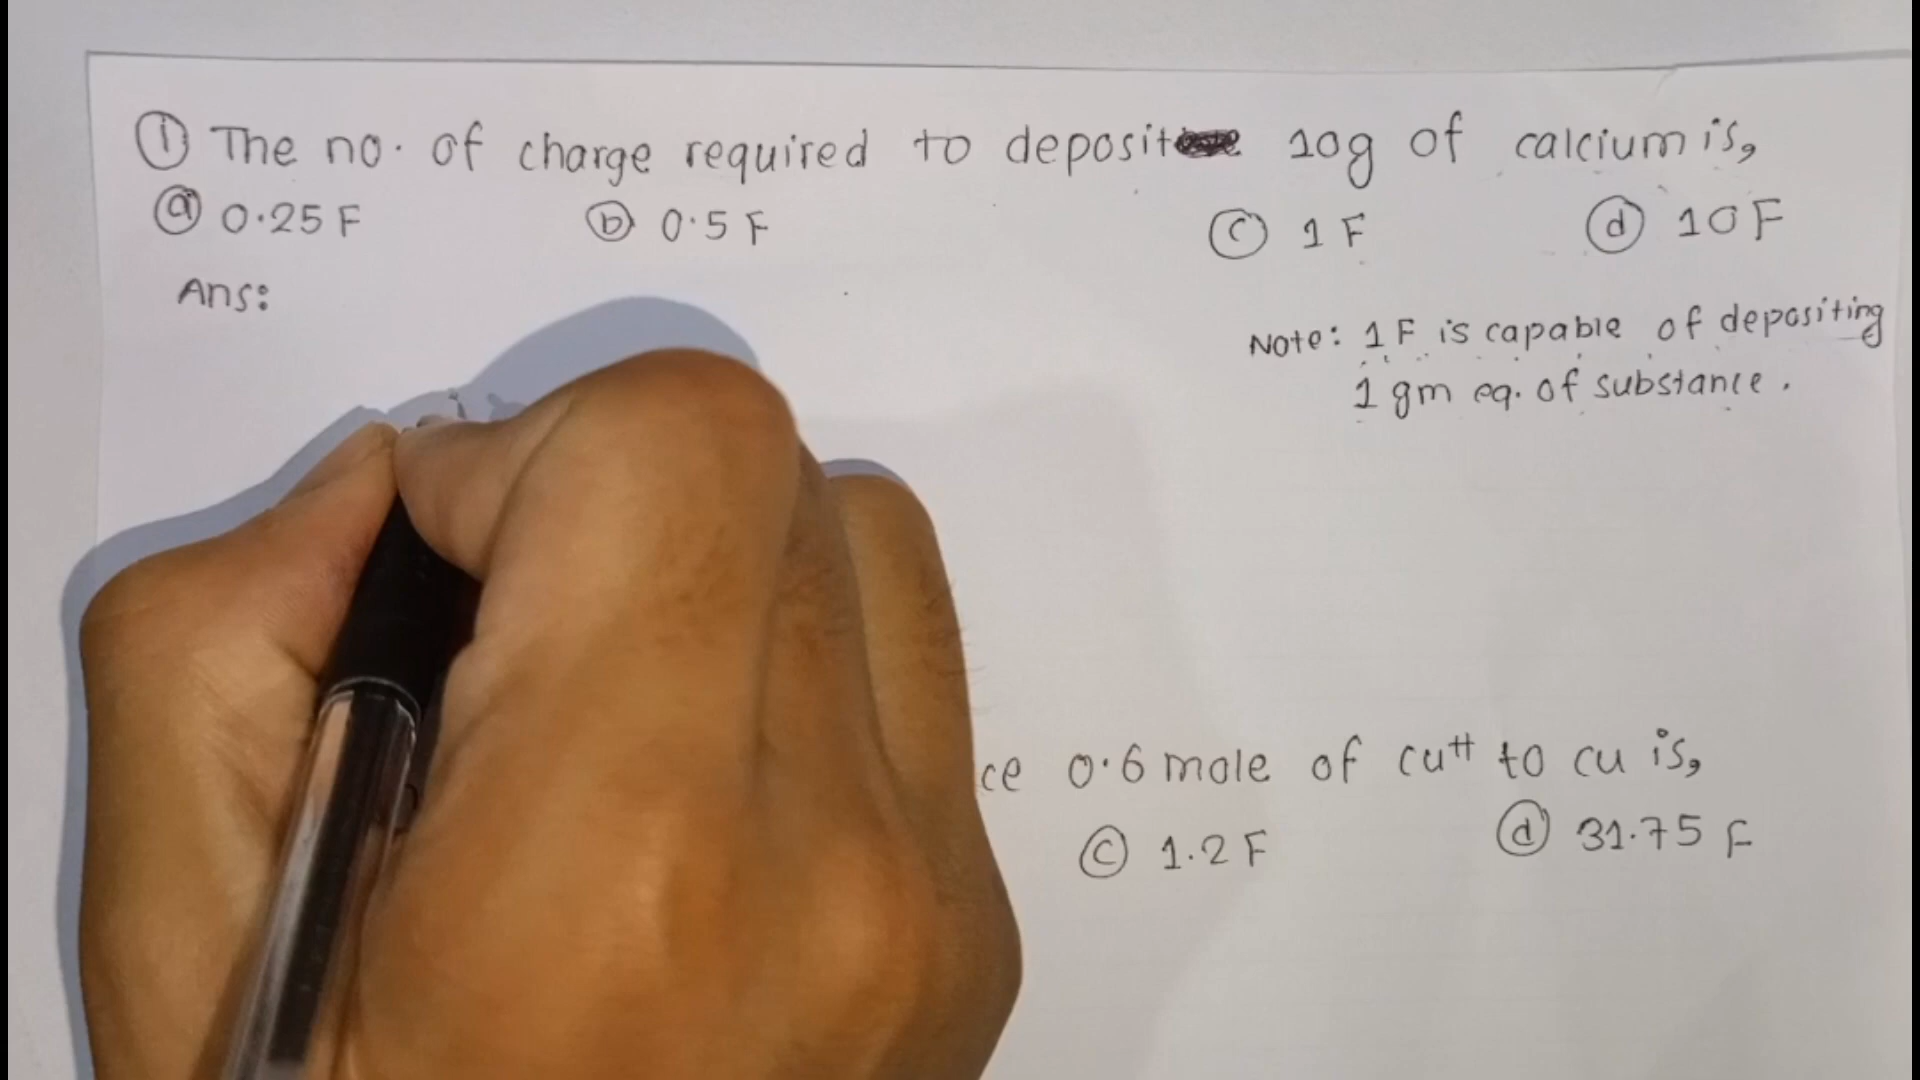 ① The no. of charge required to deposit 10g of calcium is,
ⓐ 0.25 F ⓑ 0.5 F ⓒ 1 F ⓓ 10 F
Ans:
Note: 1 F is capable of depositing
1 gm eq. of substance.
ce 0.6 mole of cu⁺⁺ to cu is,
ⓒ 1.2 F ⓓ 31.75 F